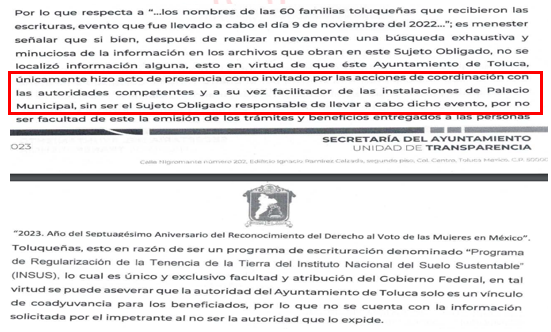 Por lo que respecta a "...los nombres de las 60 familias toluqueñas que recibieron las
escrituras, evento que fue llevado a cabo el día 9 de noviembre del 2022..."; es menester
señalar que si bien, después de realizar nuevamente una búsqueda exhaustiva y
minuciosa de la información en los archivos que obran en este Sujeto Obligado, no se
localizó información alguna, esto en virtud de que éste Ayuntamiento de Toluca,
únicamente hizo acto de presencia como invitado por las acciones de coordinación con
las autoridades competentes y a su vez facilitador de las instalaciones de Palacio
Municipal, sin ser el Sujeto Obligado responsable de llevar a cabo dicho evento, por no
ser facultad de este la emisión de los trámites y beneficios entregados a las personas
SECRETARÍA DEL AYUNTAMIENTO
023
UNIDAD DE TRANSPARENCIA
Calle Nigromante número 202, Edificio Ignacio Ramírez Calzada, segundo piso, Col. Centro, Toluca México, C.P.
"2023. Año del Septuagésimo Aniversario del Reconocimiento del Derecho al Voto de las Mujeres en México".
Toluqueñas, esto en razón de ser un programa de escrituración denominado "Programa
de Regularización de la Tenencia de la Tierra del Instituto Nacional del Suelo Sustentable"
(INSUS), lo cual es único y exclusivo facultad y atribución del Gobierno Federal, en tal
virtud se puede aseverar que la autoridad del Ayuntamiento de Toluca solo es un vínculo
de coadyuvancia para los beneficiados, por lo que no se cuenta con la información
solicitada por el impetrante al no ser la autoridad que lo expide.